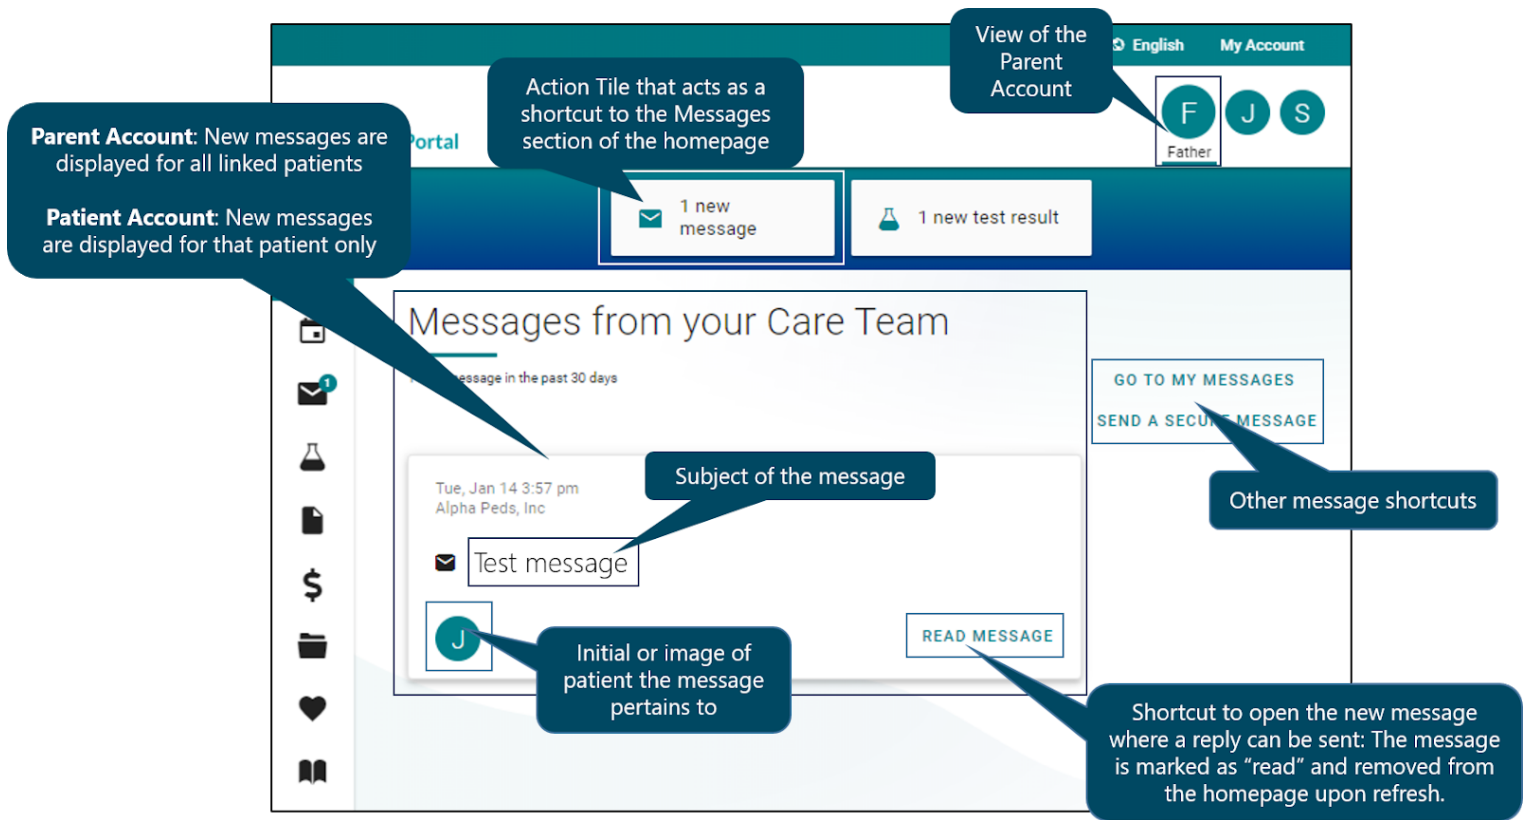 View of the
Parent
Account
English
My Account
F
J
S
Father
Action Tile that acts as a
shortcut to the Messages
section of the homepage
Parent Account: New messages are
displayed for all linked patients
Patient Account: New messages
are displayed for that patient only
Portal
1 new
message
1 new test result
Messages from your Care Team
message in the past 30 days
1
GO TO MY MESSAGES
SEND A SECURE MESSAGE
Other message shortcuts
Subject of the message
Tue, Jan 14 3:57 pm
Alpha Peds, Inc
Test message
J
Initial or image of
patient the message
pertains to
READ MESSAGE
Shortcut to open the new message
where a reply can be sent: The message
is marked as “read” and removed from
the homepage upon refresh.